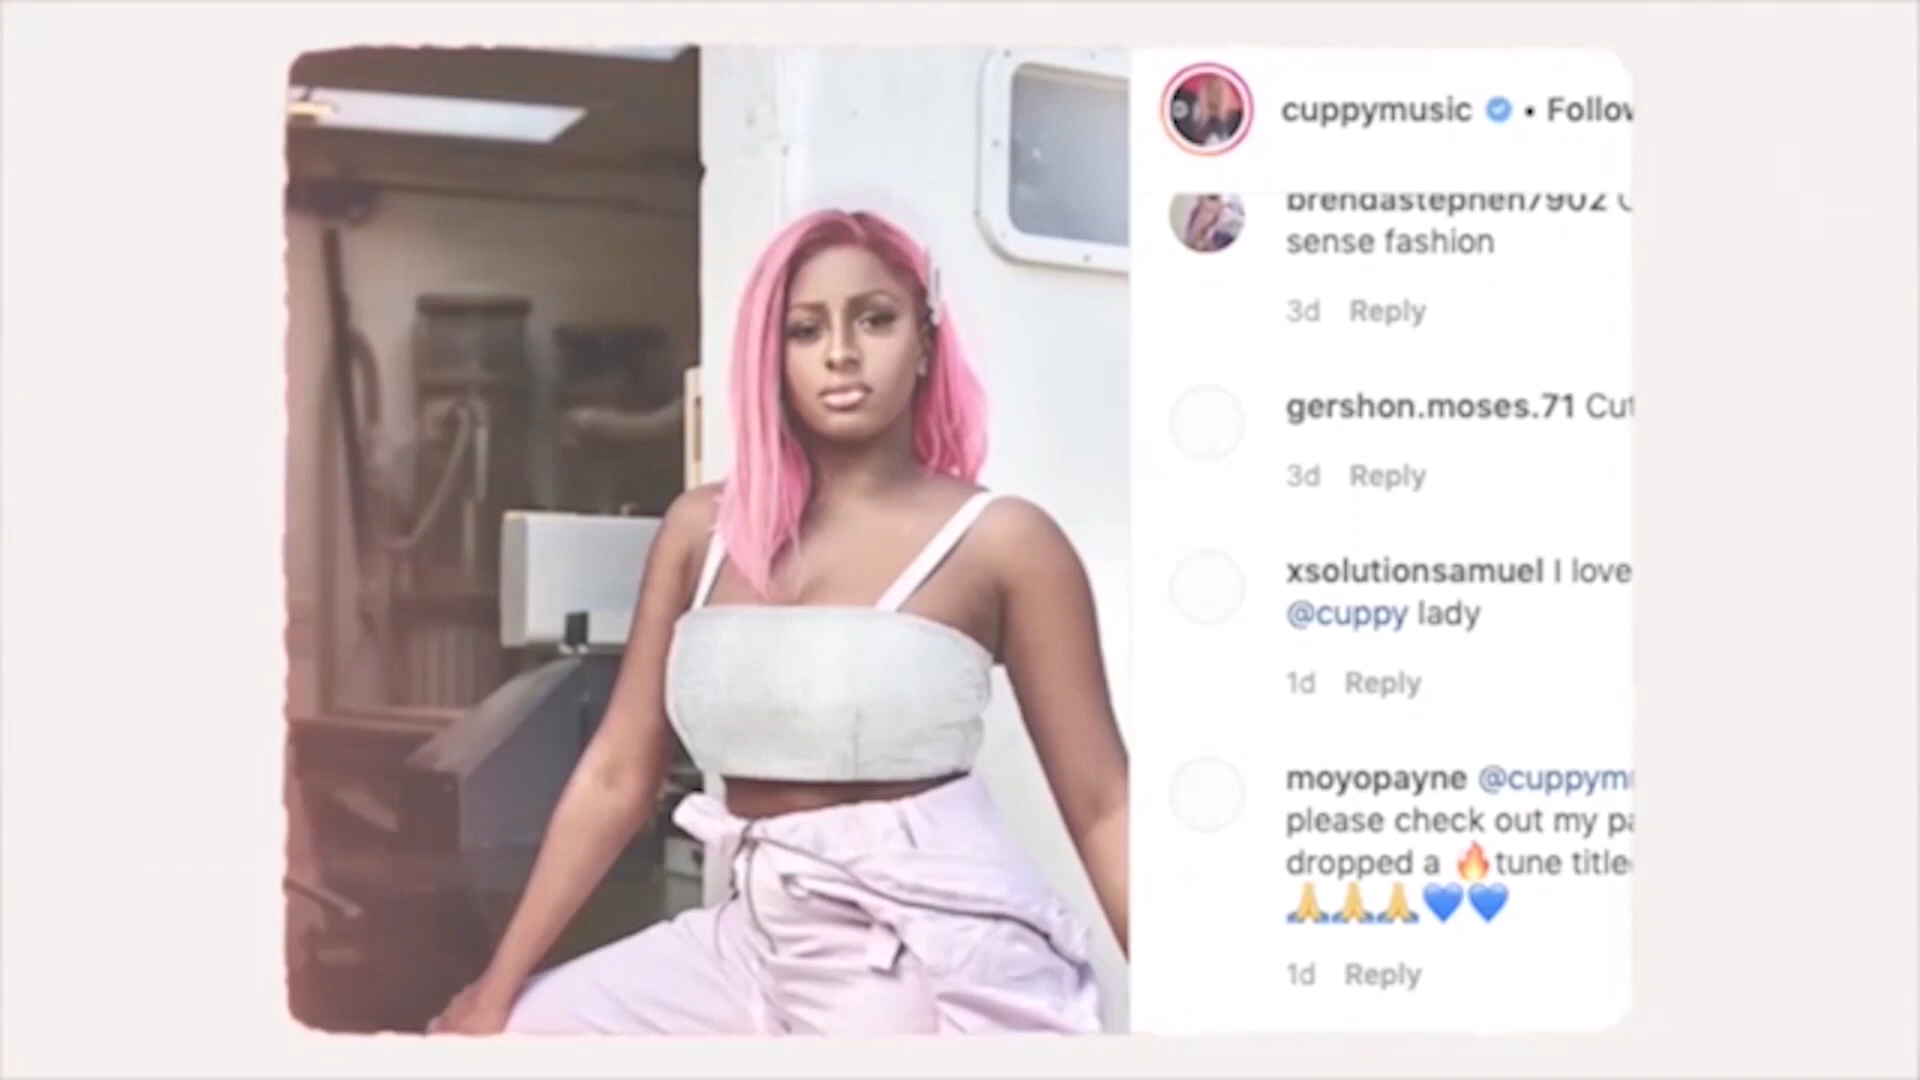 cuppymusic • Follow
brendastephen7902
sense fashion
3d Reply
gershon.moses.71
3d Reply
xsolutionsamuel I love
@cuppy lady
1d Reply
moyopayne
please check out my
dropped a 🔥tune
🙏🙏🙏💙💙
1d Reply